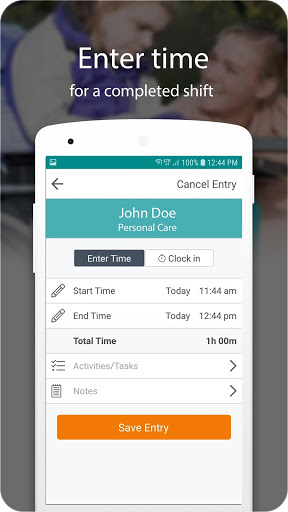 Enter time
for a completed shift
100% 12:44 PM
Cancel Entry
John Doe
Personal Care
Enter Time Clock in
Start Time Today 11:44 am
End Time Today 12:44 pm
Total Time 1h 00m
Activities/Tasks
Notes
Save Entry